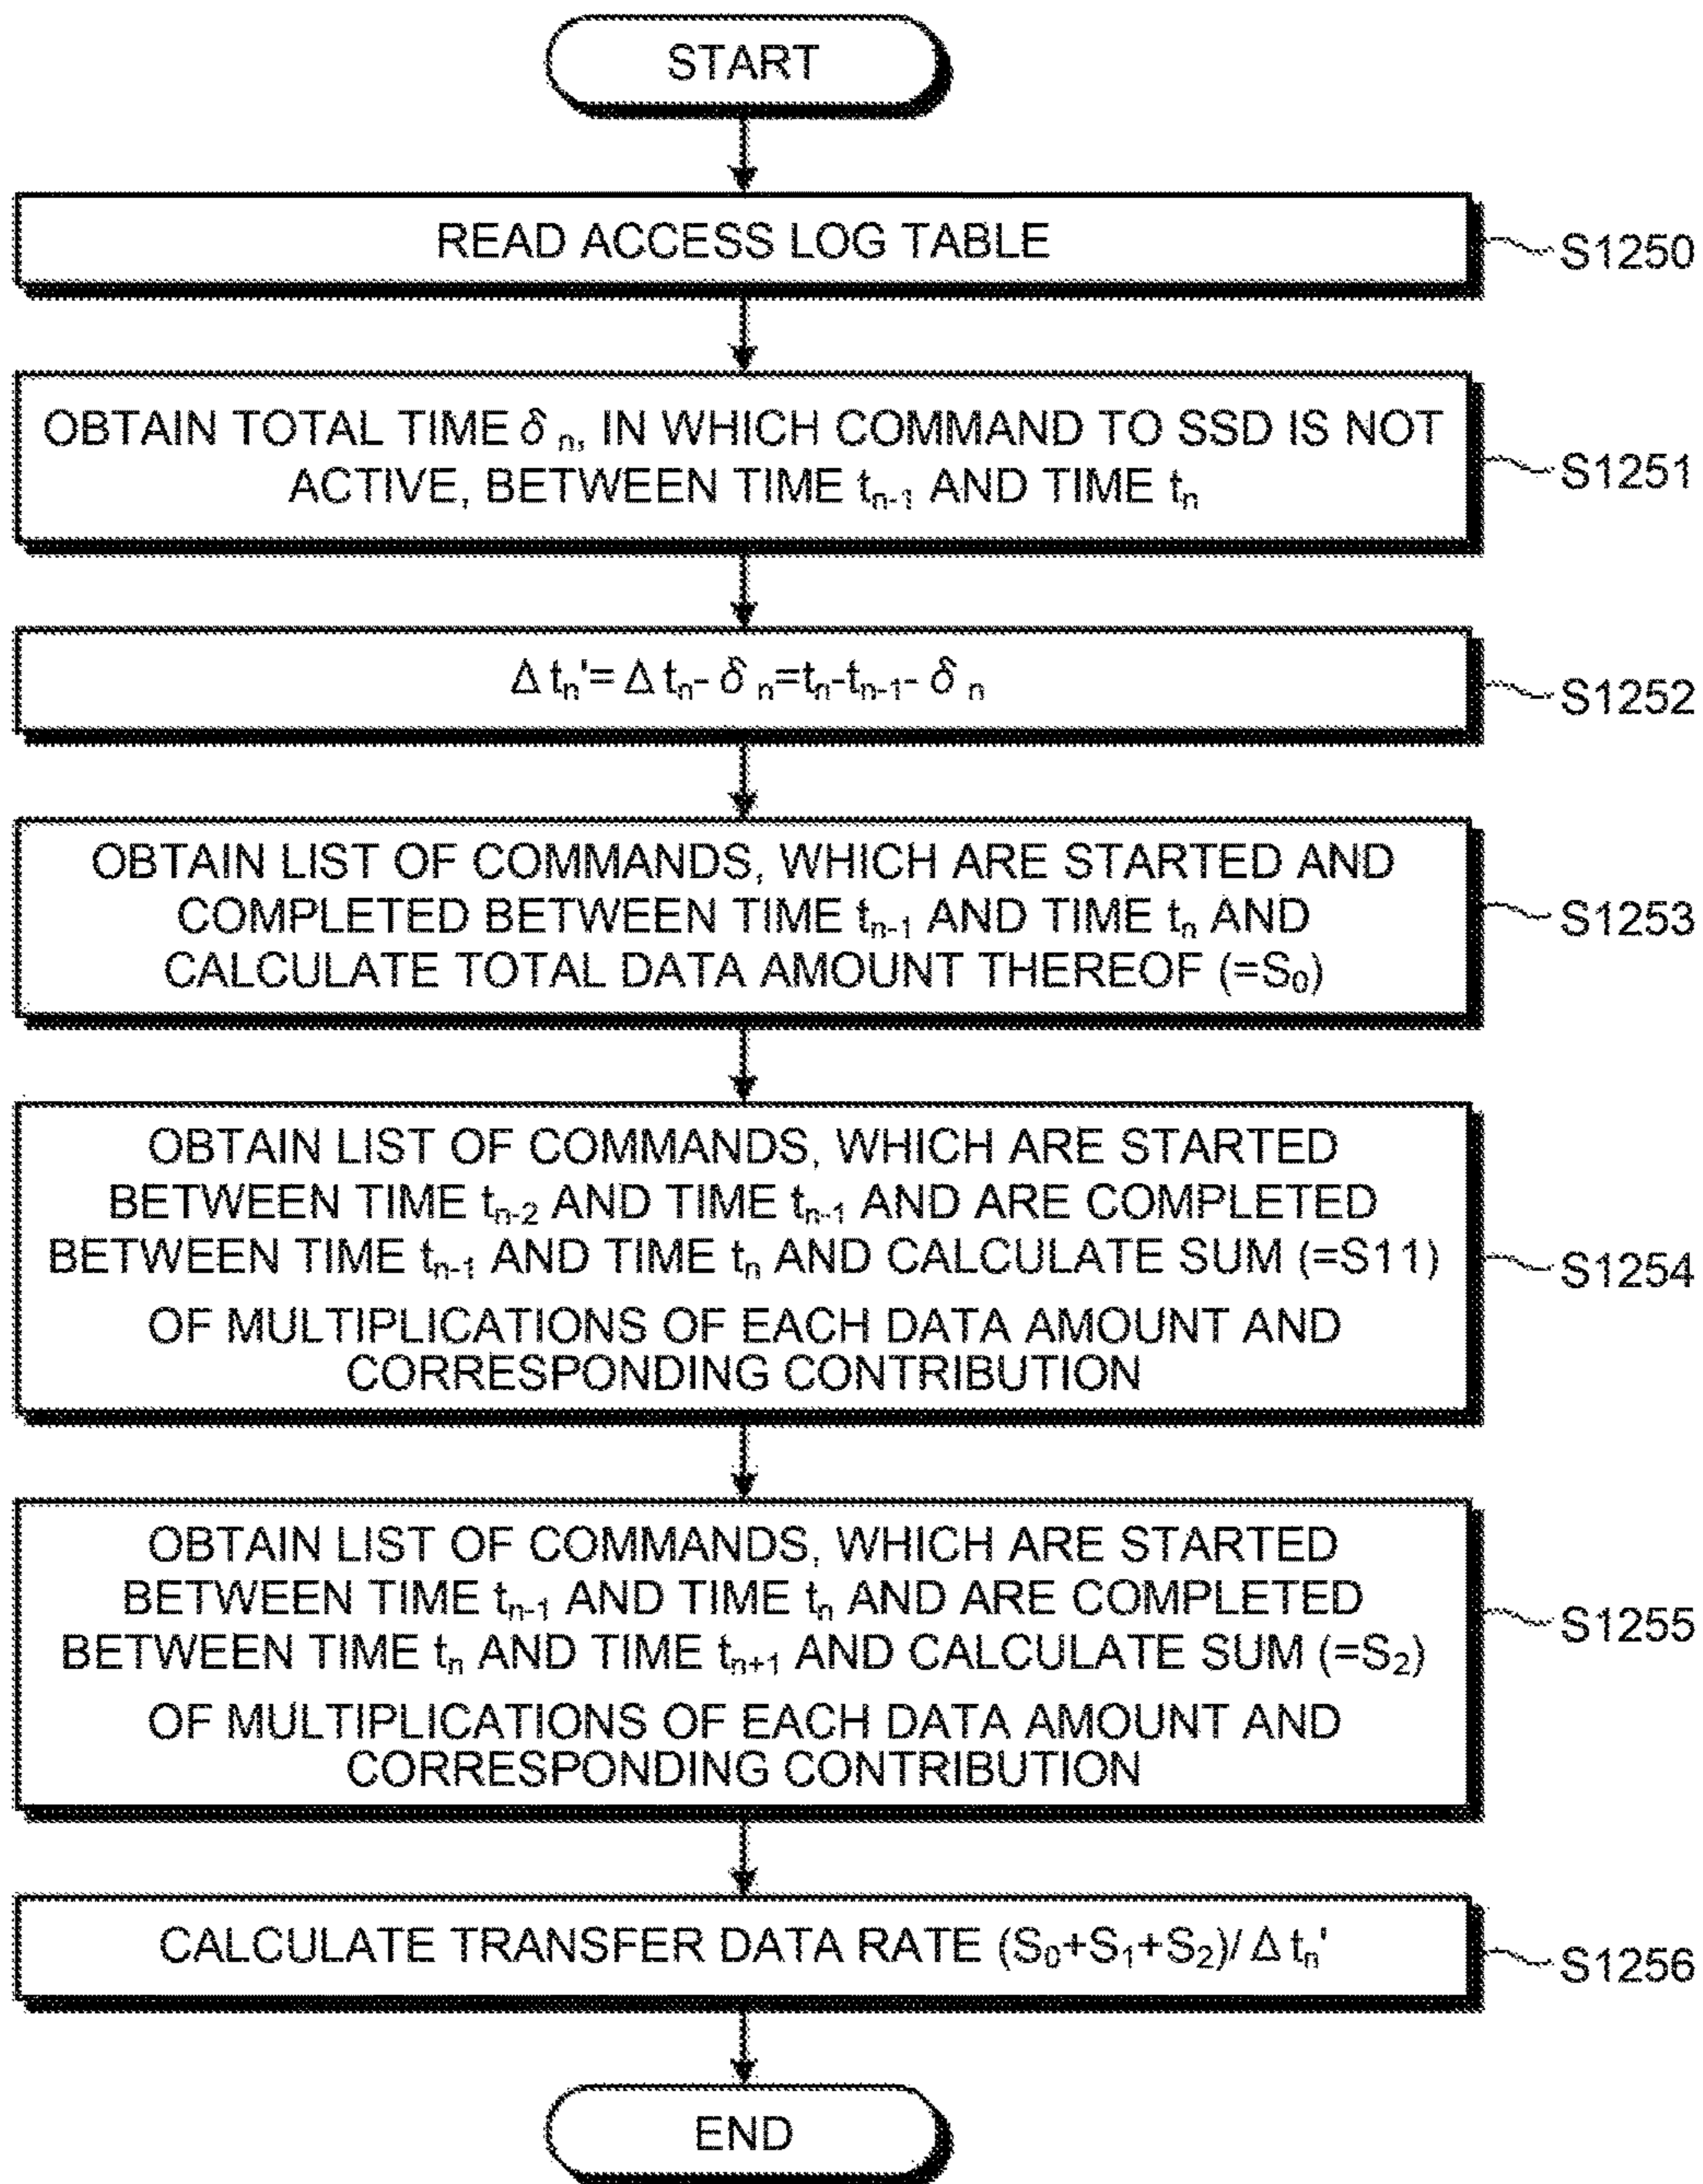 START
READ ACCESS LOG TABLE
S1250
OBTAIN TOTAL TIME δn, IN WHICH COMMAND TO SSD IS NOT
ACTIVE, BETWEEN TIME tn-1 AND TIME tn
S1251
Δtn'=Δtn-δn=tn-tn-1-δn
S1252
OBTAIN LIST OF COMMANDS, WHICH ARE STARTED AND
COMPLETED BETWEEN TIME tn-1 AND TIME tn AND
CALCULATE TOTAL DATA AMOUNT THEREOF (=S0)
S1253
OBTAIN LIST OF COMMANDS, WHICH ARE STARTED
BETWEEN TIME tn-2 AND TIME tn-1 AND ARE COMPLETED
BETWEEN TIME tn-1 AND TIME tn AND CALCULATE SUM (=S11)
OF MULTIPLICATIONS OF EACH DATA AMOUNT AND
CORRESPONDING CONTRIBUTION
S1254
OBTAIN LIST OF COMMANDS, WHICH ARE STARTED
BETWEEN TIME tn-1 AND TIME tn AND ARE COMPLETED
BETWEEN TIME tn AND TIME tn+1 AND CALCULATE SUM (=S2)
OF MULTIPLICATIONS OF EACH DATA AMOUNT AND
CORRESPONDING CONTRIBUTION
S1255
CALCULATE TRANSFER DATA RATE (S0+S1+S2)/Δtn'
S1256
END